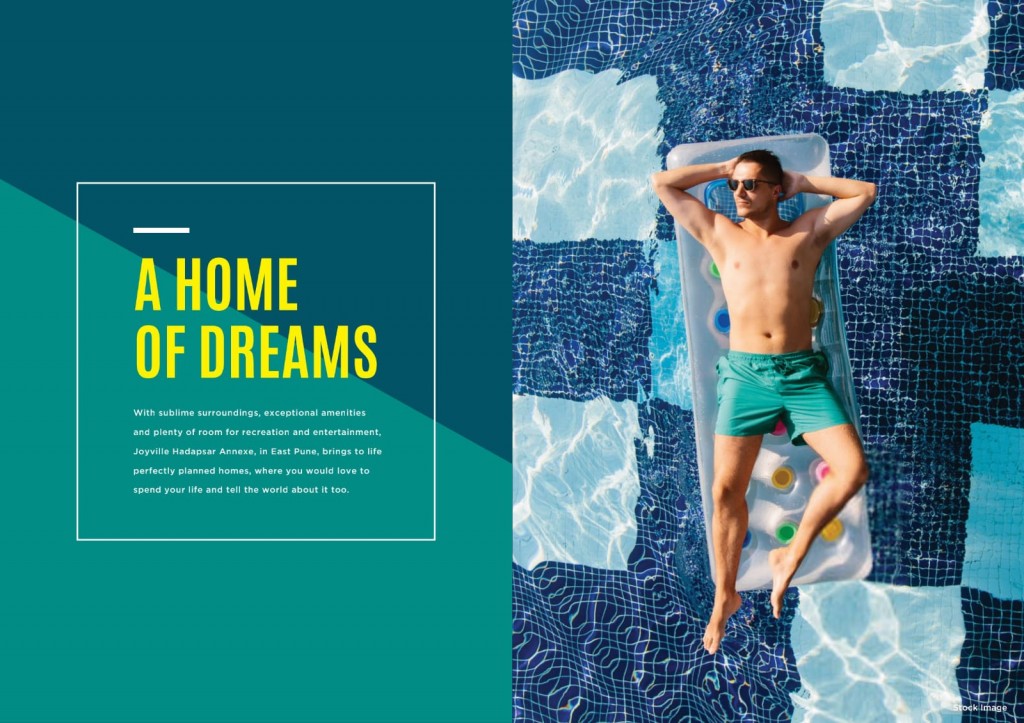 A HOME
OF DREAMS
With sublime surroundings, exceptional amenities
and plenty of room for recreation and entertainment,
Joyville Hadapsar Annexe, in East Pune, brings to life
perfectly planned homes, where you would love to
spend your life and tell the world about it too.
Stock Image